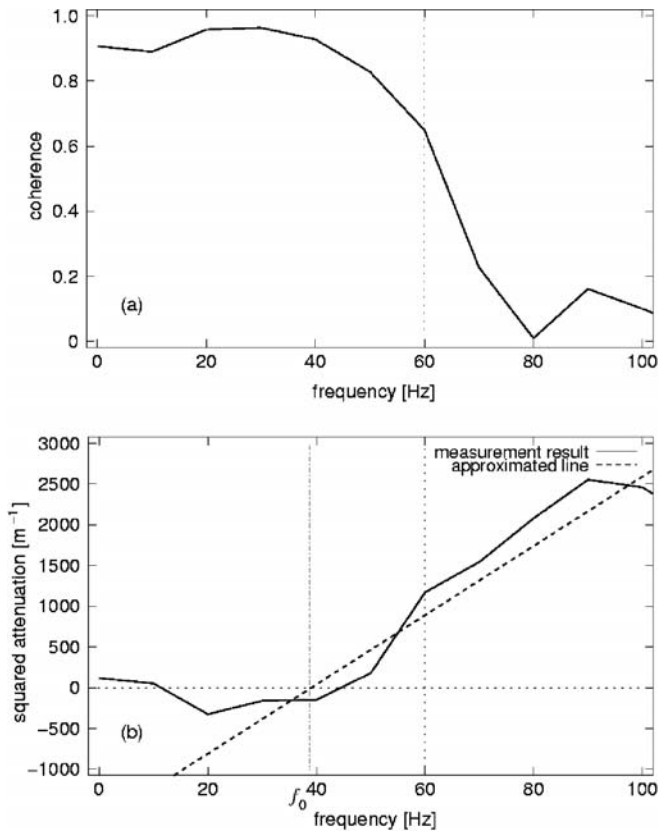 1.0
0.8
0.6
0.4
0.2
0
coherence
(a)
0 20 40 60 80 100
frequency [Hz]
3000
2500
2000
1500
1000
500
0
−500
−1000
squared attenuation [m⁻¹]
measurement result
approximated line
(b)
0 20 f₀ 40 60 80 100
frequency [Hz]